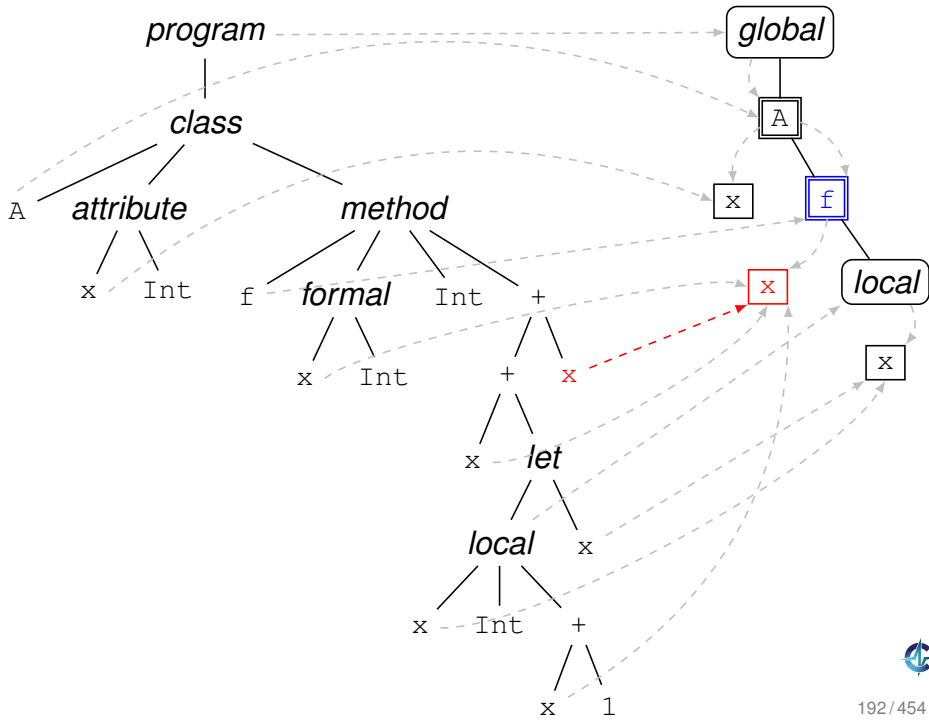 program global
class A
A attribute method x f
x Int f formal Int + x local
x Int + x x
x let
local x
x Int +
x 1
192/454